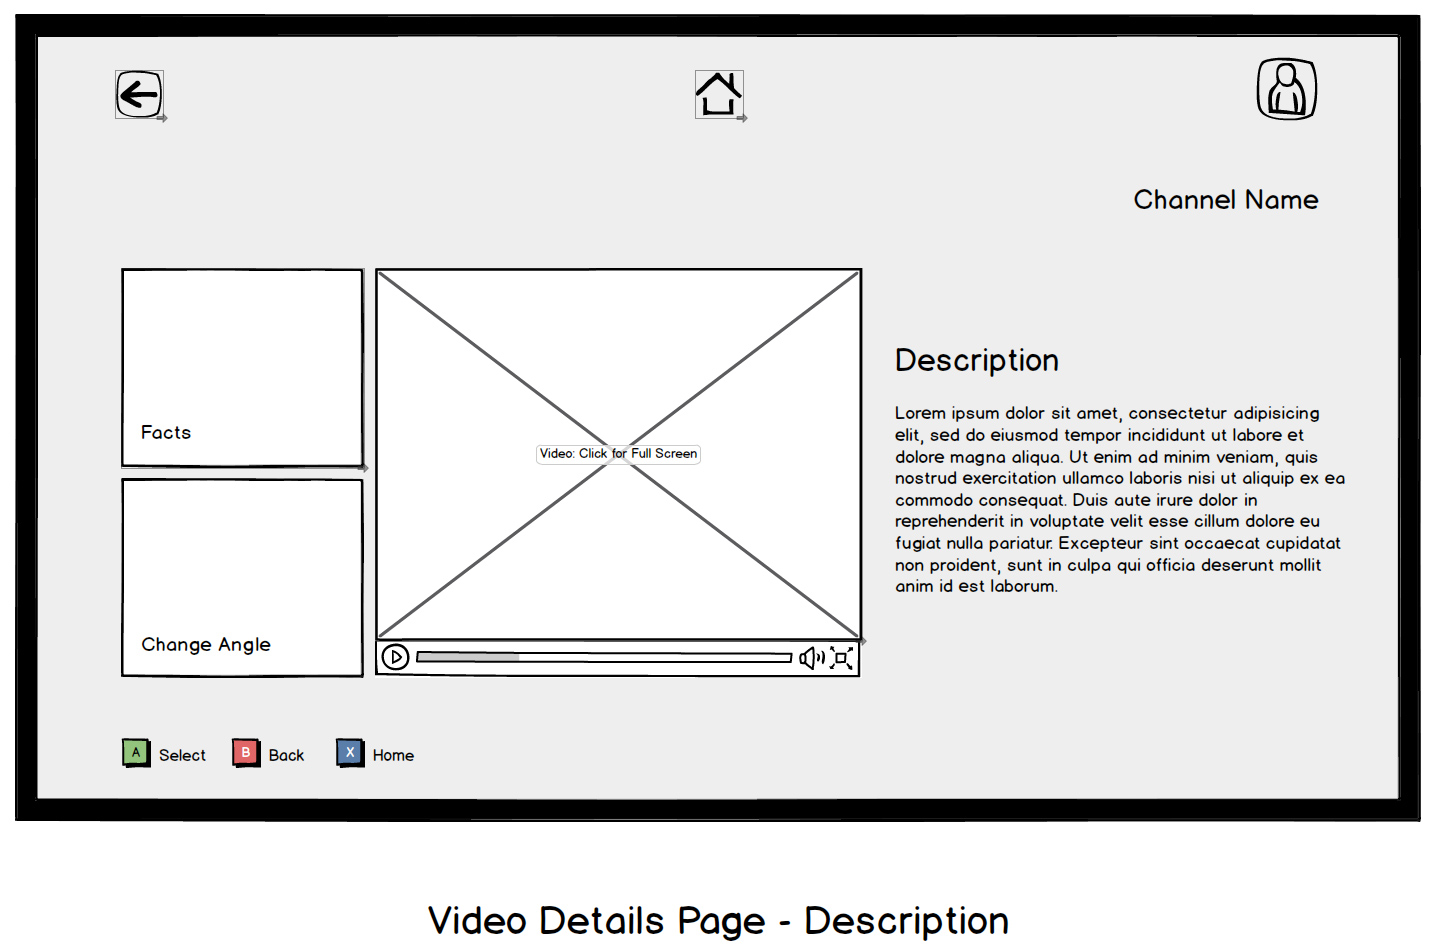 Channel Name
Facts
Change Angle
Video: Click for Full Screen
Description
Lorem ipsum dolor sit amet, consectetur adipisicing
elit, sed do eiusmod tempor incididunt ut labore et
dolore magna aliqua. Ut enim ad minim veniam, quis
nostrud exercitation ullamco laboris nisi ut aliquip ex ea
commodo consequat. Duis aute irure dolor in
reprehenderit in voluptate velit esse cillum dolore eu
fugiat nulla pariatur. Excepteur sint occaecat cupidatat
non proident, sunt in culpa qui officia deserunt mollit
anim id est laborum.
A Select B Back X Home
Video Details Page - Description